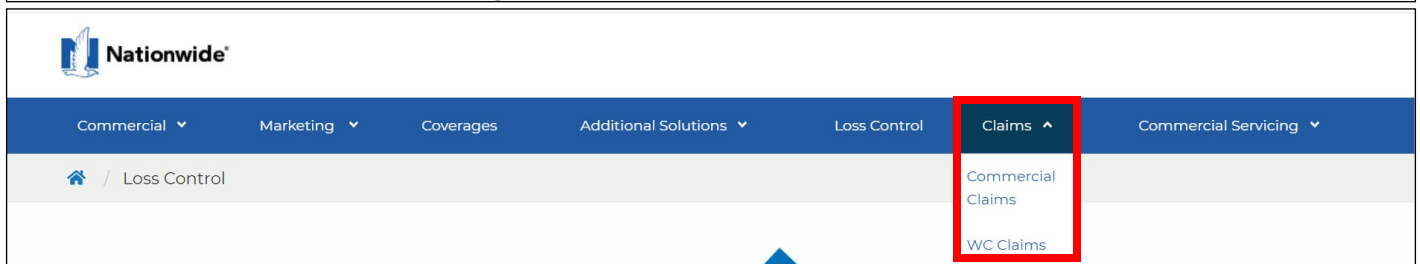 Nationwide®
Commercial Marketing Coverages Additional Solutions Loss Control Claims Commercial Servicing
/ Loss Control
Commercial
Claims
WC Claims